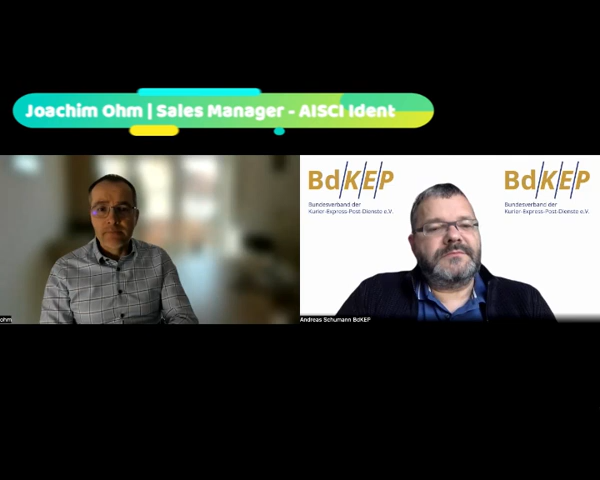 Joachim Ohm | Sales Manager - AISCI Ident
BdKEP
Bundesverband der
Kurier-Express-Post-Dienste e.V.
BdKEP
Bundesverband der
Kurier-Express-Post-Dienste e.V.
ohm
Andreas Schumann BdKEP